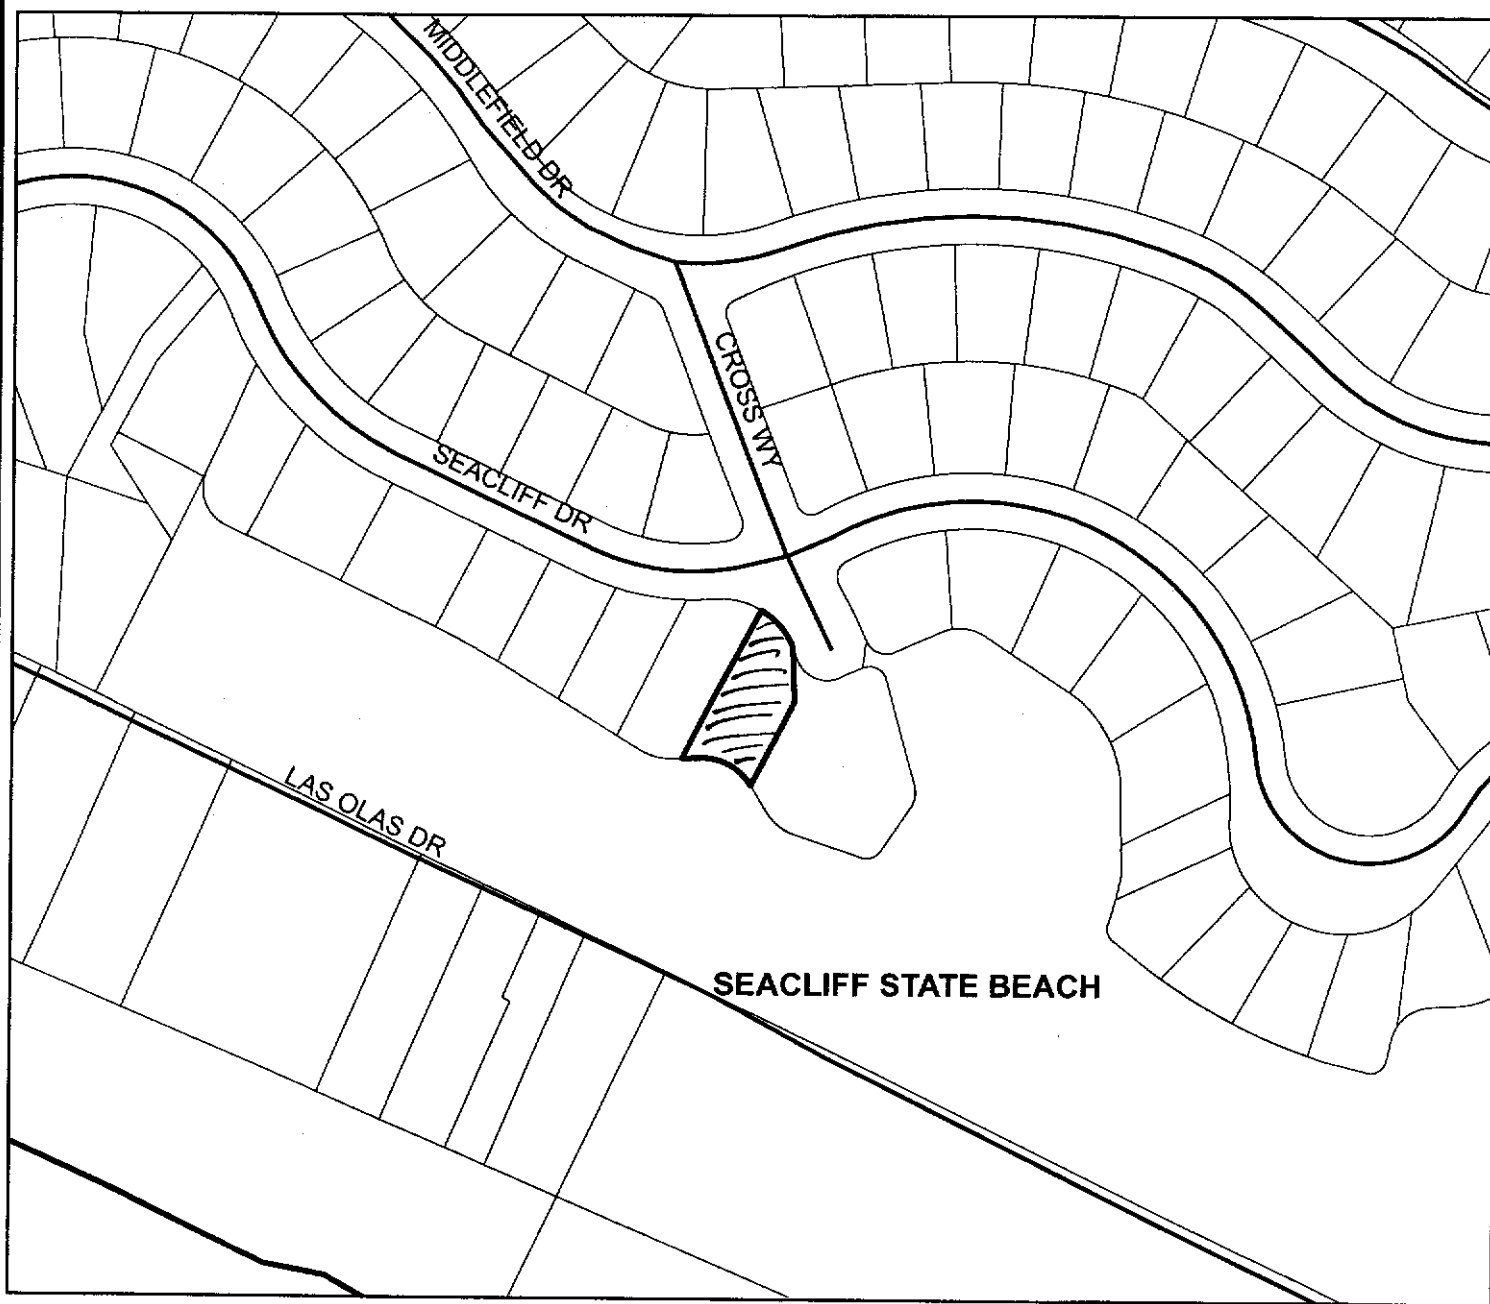 MIDDLEFIELD DR
CROSS WY
SEACLIFF DR
LAS OLAS DR
SEACLIFF STATE BEACH